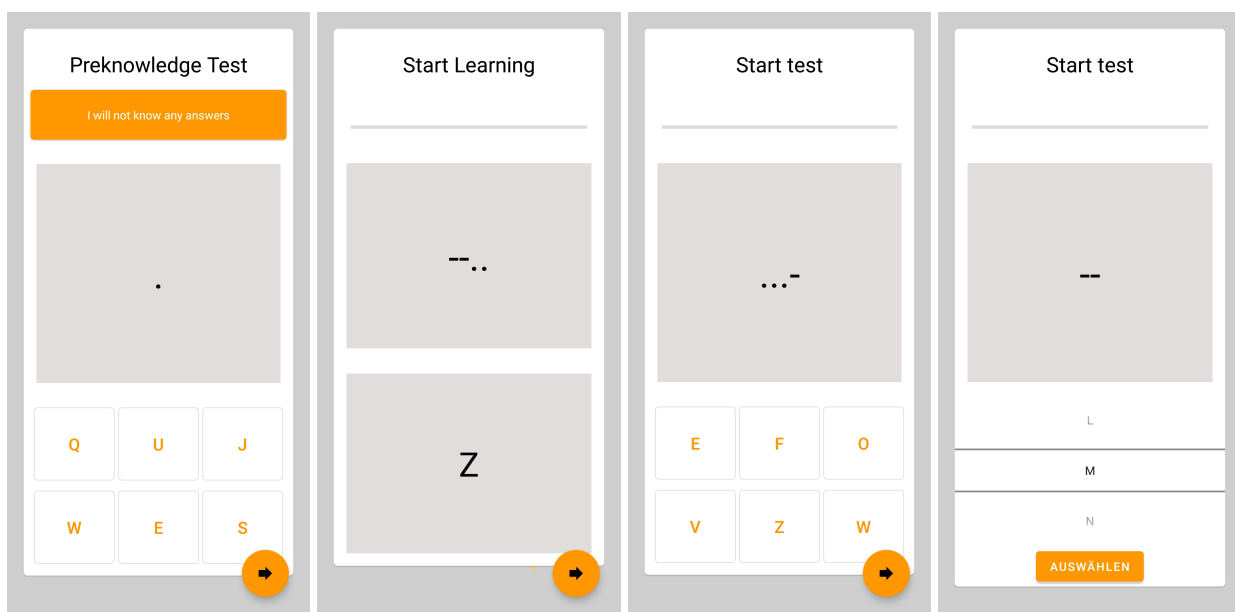 Preknowledge Test
I will not know any answers
.
Q U J
W E S
Start Learning
--..
Z
Start test
...-
E F O
V Z W
Start test
--
L
M
N
AUSWÄHLEN